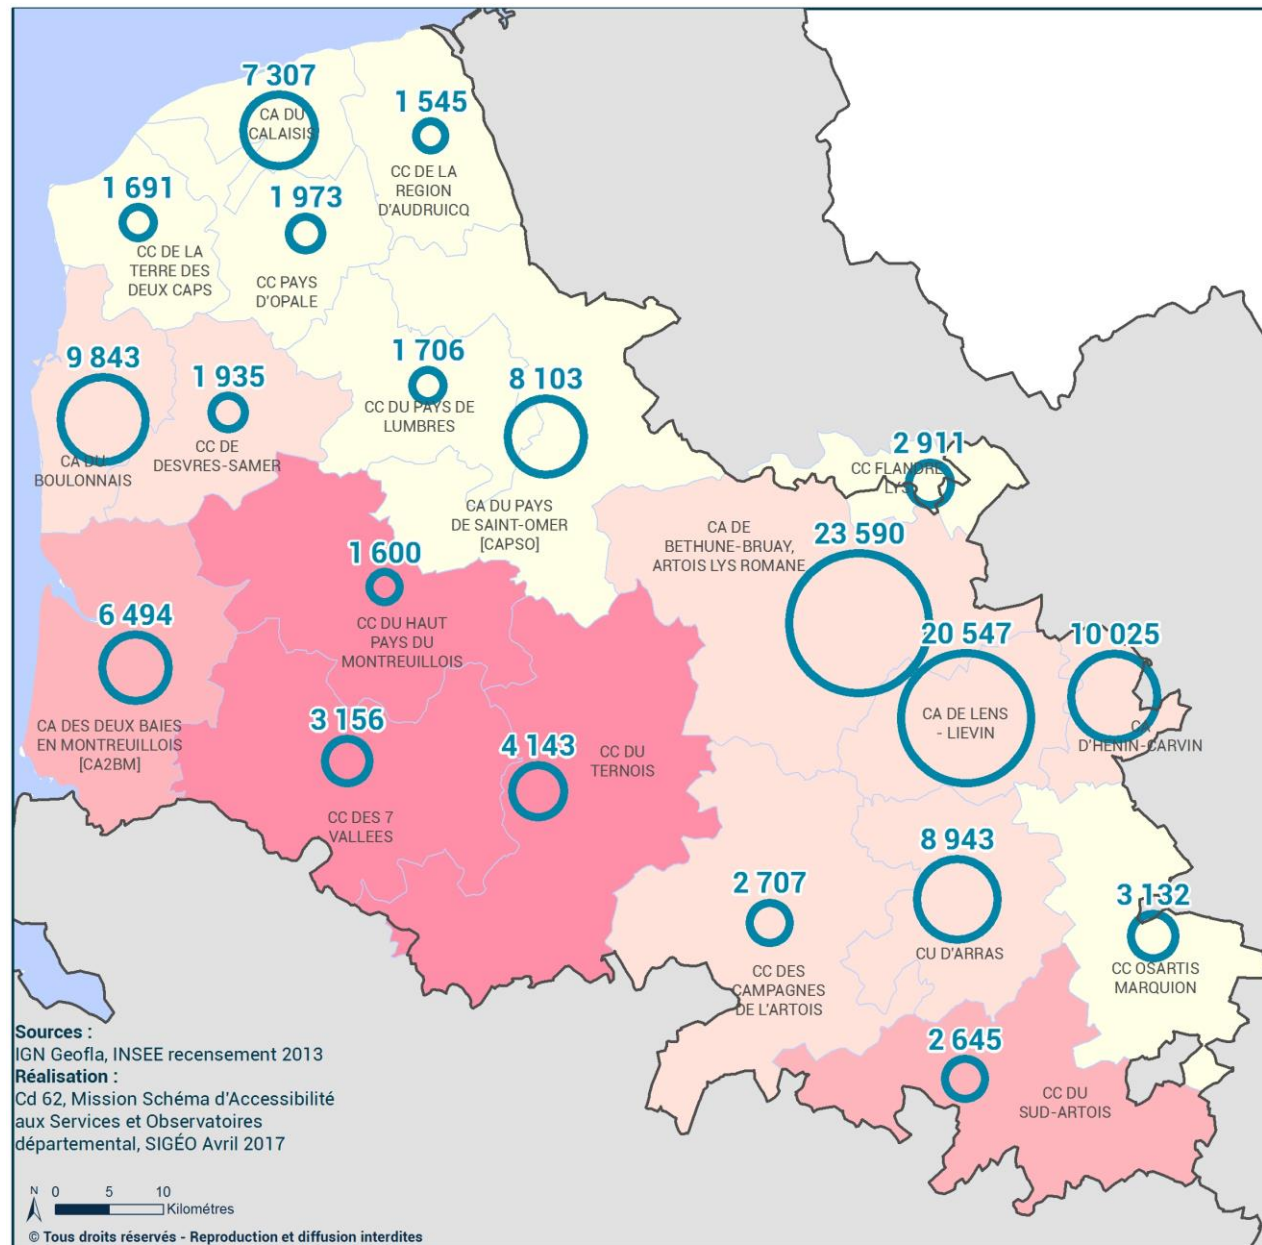 7 307
CA DU
CALAISIS
1 545
CC DE LA
REGION
D'AUDRUICQ
1 691
CC DE LA
TERRE DES
DEUX CAPS
1 973
CC PAYS
D'OPALE
9 843
CA DU
BOULONNAIS
1 935
CC DE
DESVRES-SAMER
1 706
CC DU PAYS DE
LUMBRES
8 103
CA DU PAYS
DE SAINT-OMER
[CAPSO]
2 911
CC FLANDRE
LYS
CA DE
BETHUNE-BRUAY,
ARTOIS LYS ROMANE
23 590
1 600
CC DU HAUT
PAYS DU
MONTREUILLOIS
6 494
CA DES DEUX BAIES
EN MONTREUILLOIS
[CA2BM]
20 547
CA DE LENS
- LIEVIN
10 025
CA
D'HENIN-CARVIN
3 156
CC DES 7
VALLEES
4 143
CC DU
TERNOIS
8 943
CU D'ARRAS
2 707
CC DES
CAMPAGNES
DE L'ARTOIS
3 132
CC OSARTIS
MARQUION
2 645
CC DU
SUD-ARTOIS
Sources :
IGN Geofla, INSEE recensement 2013
Réalisation :
Cd 62, Mission Schéma d'Accessibilité
aux Services et Observatoires
départemental, SIGÉO Avril 2017
N 0 5 10
Kilométres
© Tous droits réservés - Reproduction et diffusion interdites